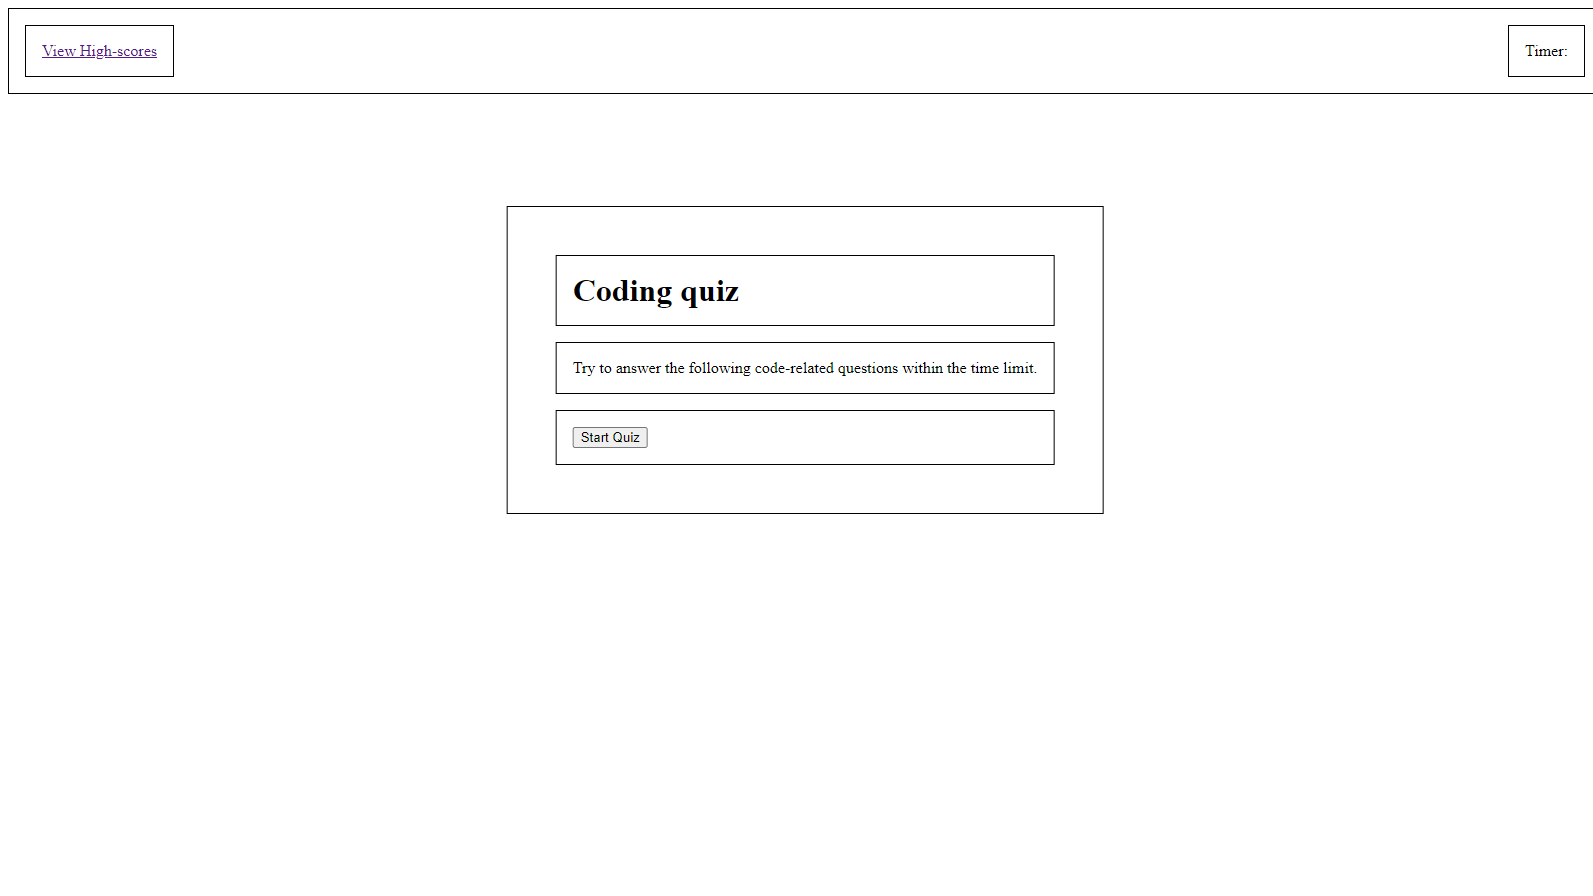 View High-scores
Timer:
Coding quiz
Try to answer the following code-related questions within the time limit.
Start Quiz